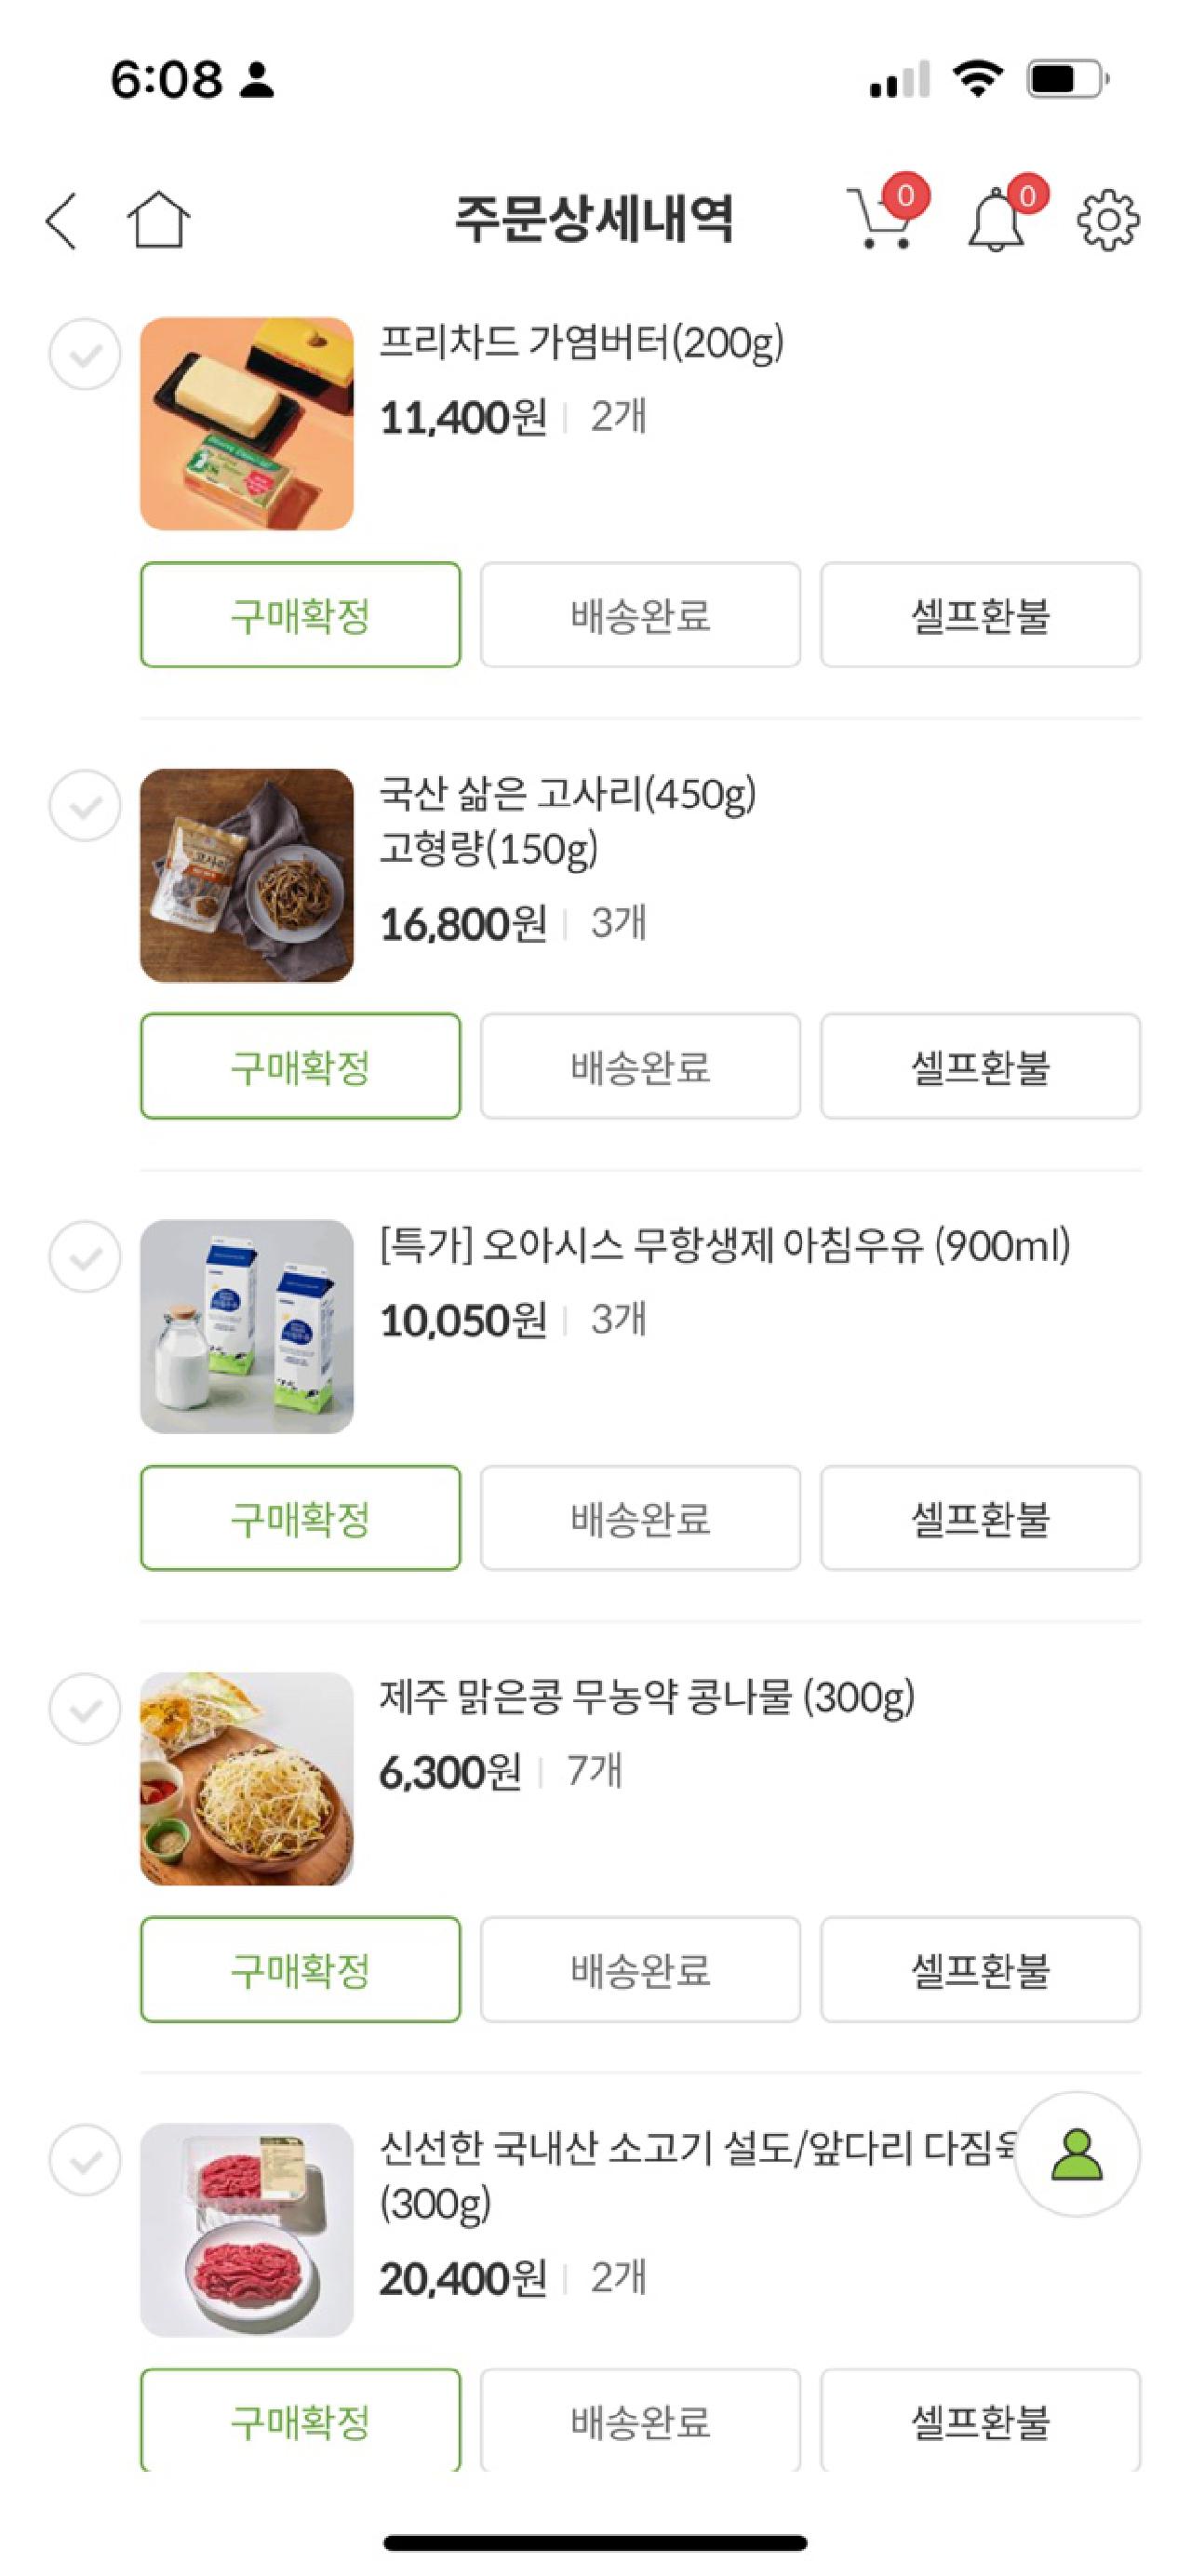 6:08
주문상세내역
0
0
프리차드 가염버터(200g)
11,400원 | 2개
구매확정 배송완료 셀프환불
국산 삶은 고사리(450g)
고형량(150g)
16,800원 | 3개
고사리
구매확정 배송완료 셀프환불
[특가] 오아시스 무항생제 아침우유 (900ml)
10,050원 | 3개
구매확정 배송완료 셀프환불
제주 맑은콩 무농약 콩나물 (300g)
6,300원 | 7개
구매확정 배송완료 셀프환불
신선한 국내산 소고기 설도/앞다리 다짐육
(300g)
20,400원 | 2개
구매확정 배송완료 셀프환불